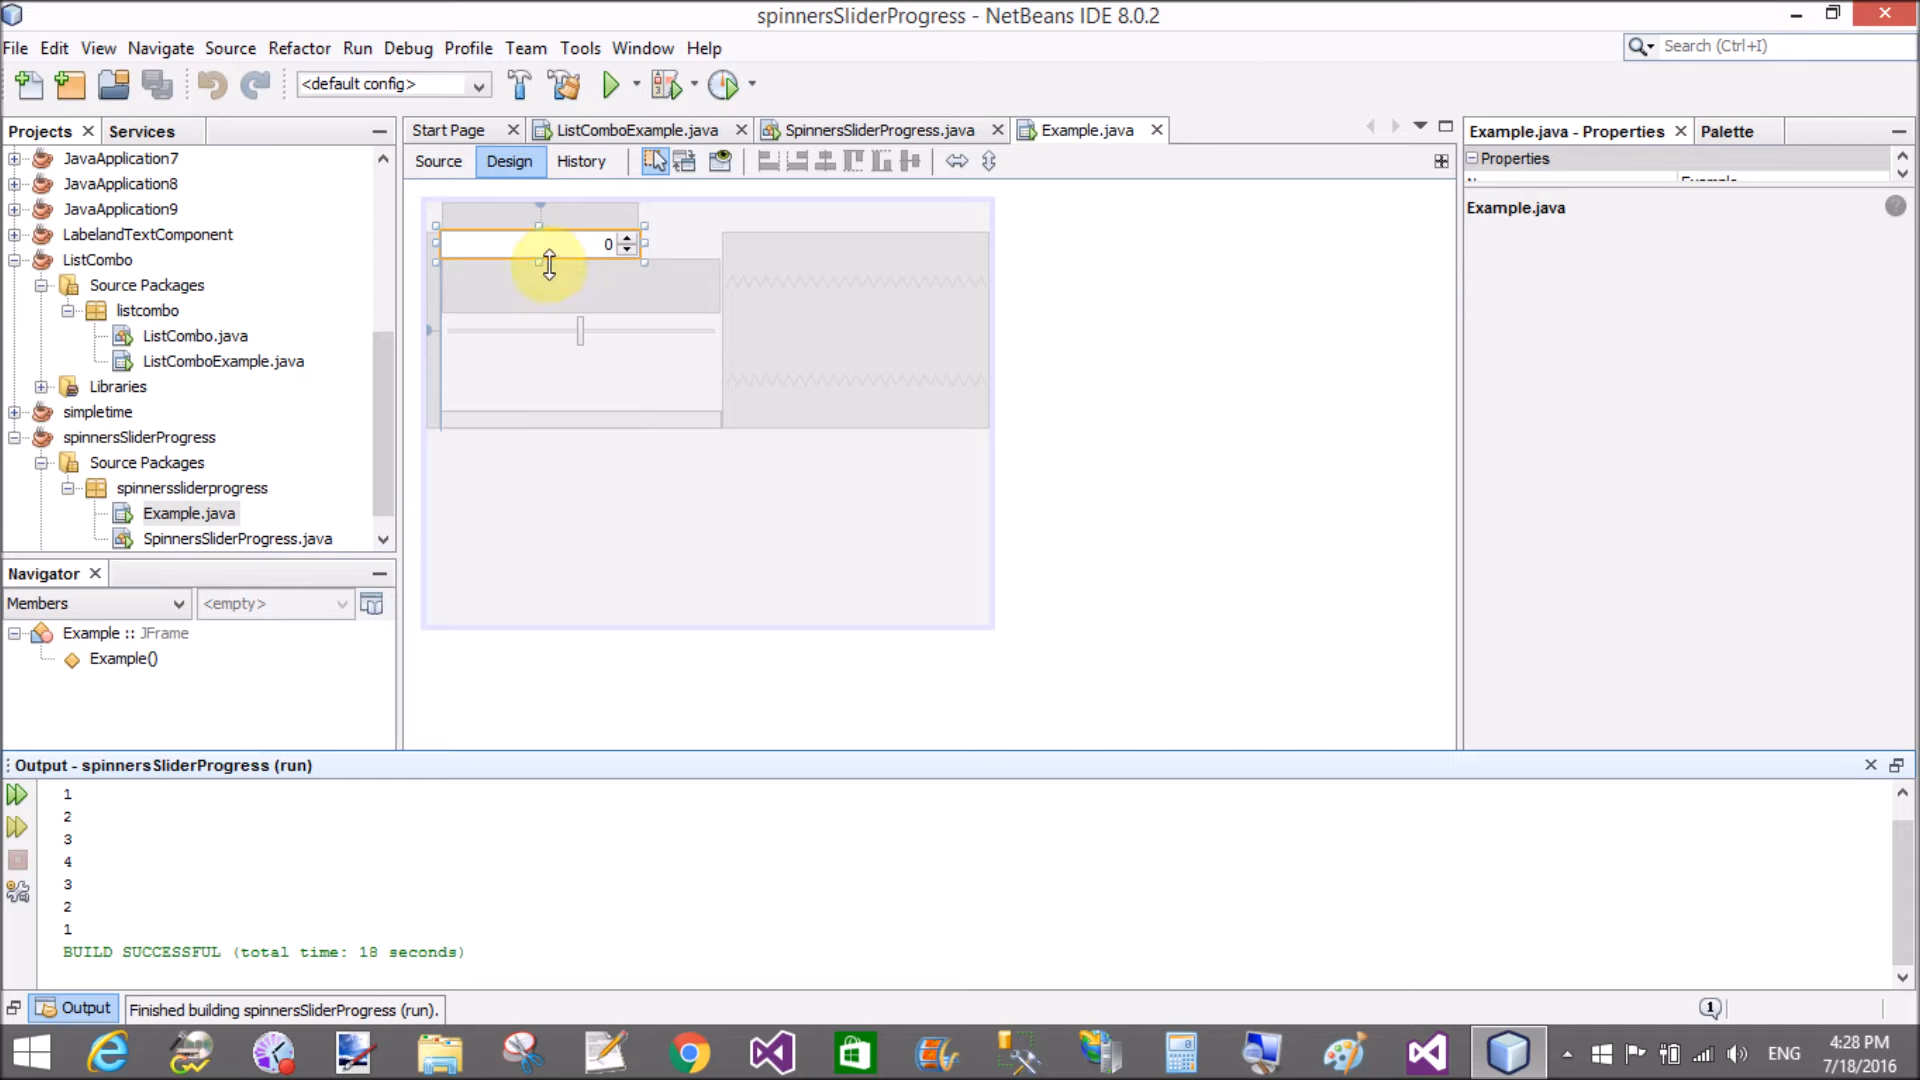 spinnersSliderProgress - NetBeans IDE 8.0.2
File Edit View Navigate Source Refactor Run Debug Profile Team Tools Window Help
Search (Ctrl+I)
<default config>
Projects Services
JavaApplication7
JavaApplication8
JavaApplication9
LabelandTextComponent
ListCombo
Source Packages
listcombo
ListCombo.java
ListComboExample.java
Libraries
simpletime
spinnersSliderProgress
Source Packages
spinnerssliderprogress
Example.java
SpinnersSliderProgress.java
Start Page ListComboExample.java SpinnersSliderProgress.java Example.java
Source Design History
0
Example.java - Properties Palette
Properties
Example.java
Navigator
Members <empty>
Example :: JFrame
Example()
Output - spinnersSliderProgress (run)
1
2
3
4
3
2
1
BUILD SUCCESSFUL (total time: 18 seconds)
Output Finished building spinnersSliderProgress (run).
1
ENG
4:28 PM
7/18/2016